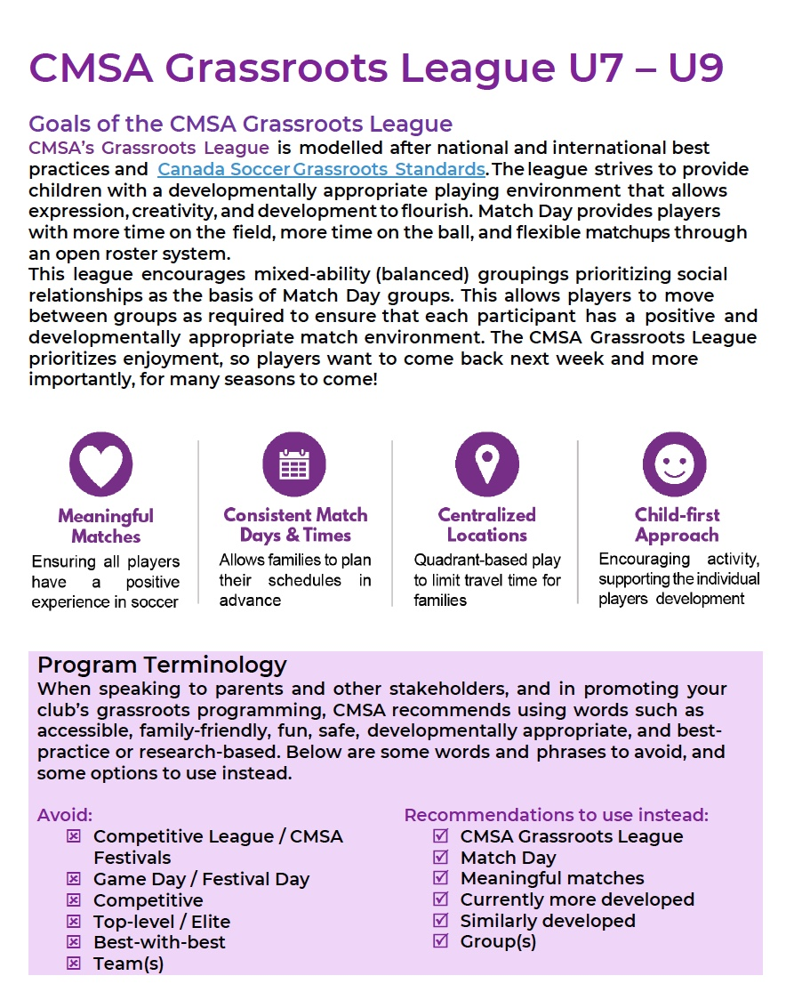 CMSA Grassroots League U7 – U9
Goals of the CMSA Grassroots League
CMSA's Grassroots League is modelled after national and international best
practices and Canada Soccer Grassroots Standards. The league strives to provide
children with a developmentally appropriate playing environment that allows
expression, creativity, and development to flourish. Match Day provides players
with more time on the field, more time on the ball, and flexible matchups through
an open roster system.
This league encourages mixed-ability (balanced) groupings prioritizing social
relationships as the basis of Match Day groups. This allows players to move
between groups as required to ensure that each participant has a positive and
developmentally appropriate match environment. The CMSA Grassroots League
prioritizes enjoyment, so players want to come back next week and more
importantly, for many seasons to come!
Meaningful
Matches
Ensuring all players
have a positive
experience in soccer
Consistent Match
Days & Times
Allows families to plan
their schedules in
advance
Centralized
Locations
Quadrant-based play
to limit travel time for
families
Child-first
Approach
Encouraging activity,
supporting the individual
players development
Program Terminology
When speaking to parents and other stakeholders, and in promoting your
club's grassroots programming, CMSA recommends using words such as
accessible, family-friendly, fun, safe, developmentally appropriate, and best-
practice or research-based. Below are some words and phrases to avoid, and
some options to use instead.
Avoid:
Competitive League / CMSA
Festivals
Game Day / Festival Day
Competitive
Top-level / Elite
Best-with-best
Team(s)
Recommendations to use instead:
CMSA Grassroots League
Match Day
Meaningful matches
Currently more developed
Similarly developed
Group(s)